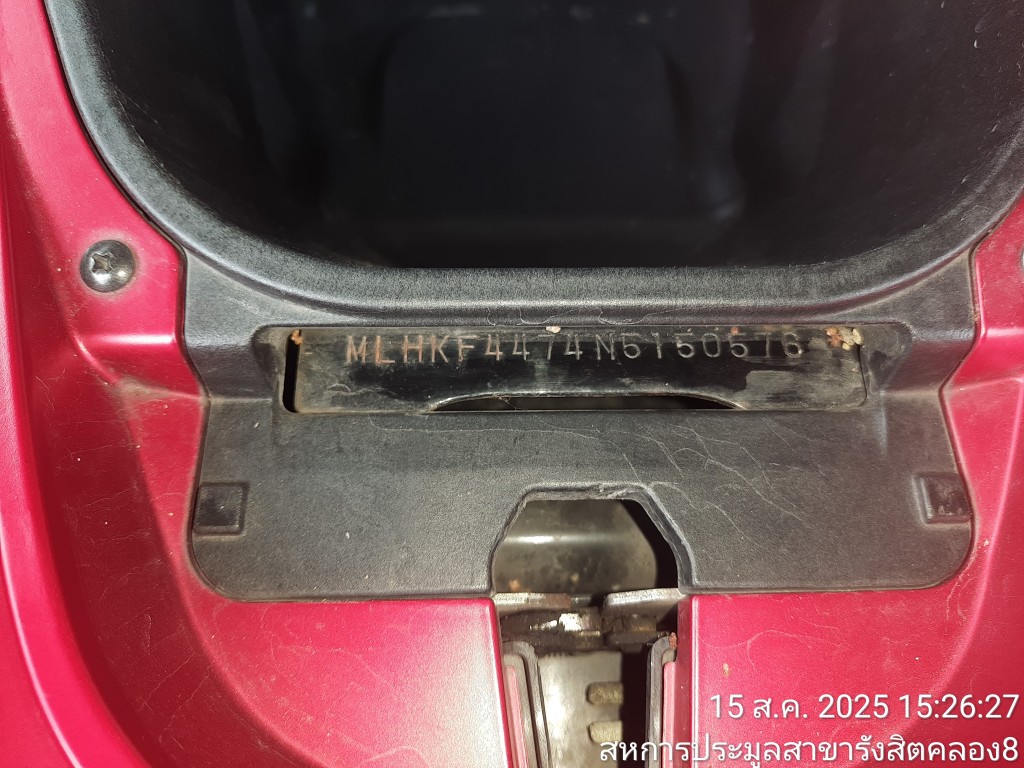 MLHKF4474N5150576
15 ส.ค. 2025 15:26:27
สหการประมูลสาขารังสิตคลอง8